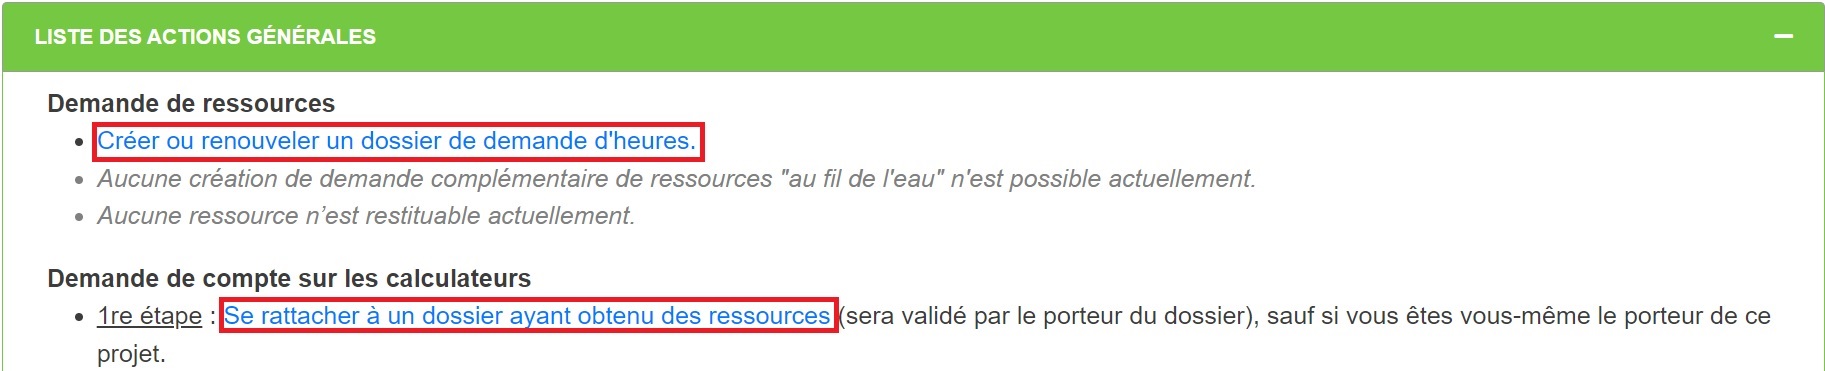 LISTE DES ACTIONS GÉNÉRALES
Demande de ressources
Créer ou renouveler un dossier de demande d'heures.
Aucune création de demande complémentaire de ressources "au fil de l'eau" n'est possible actuellement.
Aucune ressource n’est restituable actuellement.
Demande de compte sur les calculateurs
1re étape : Se rattacher à un dossier ayant obtenu des ressources (sera validé par le porteur du dossier), sauf si vous êtes vous-même le porteur de ce
projet.